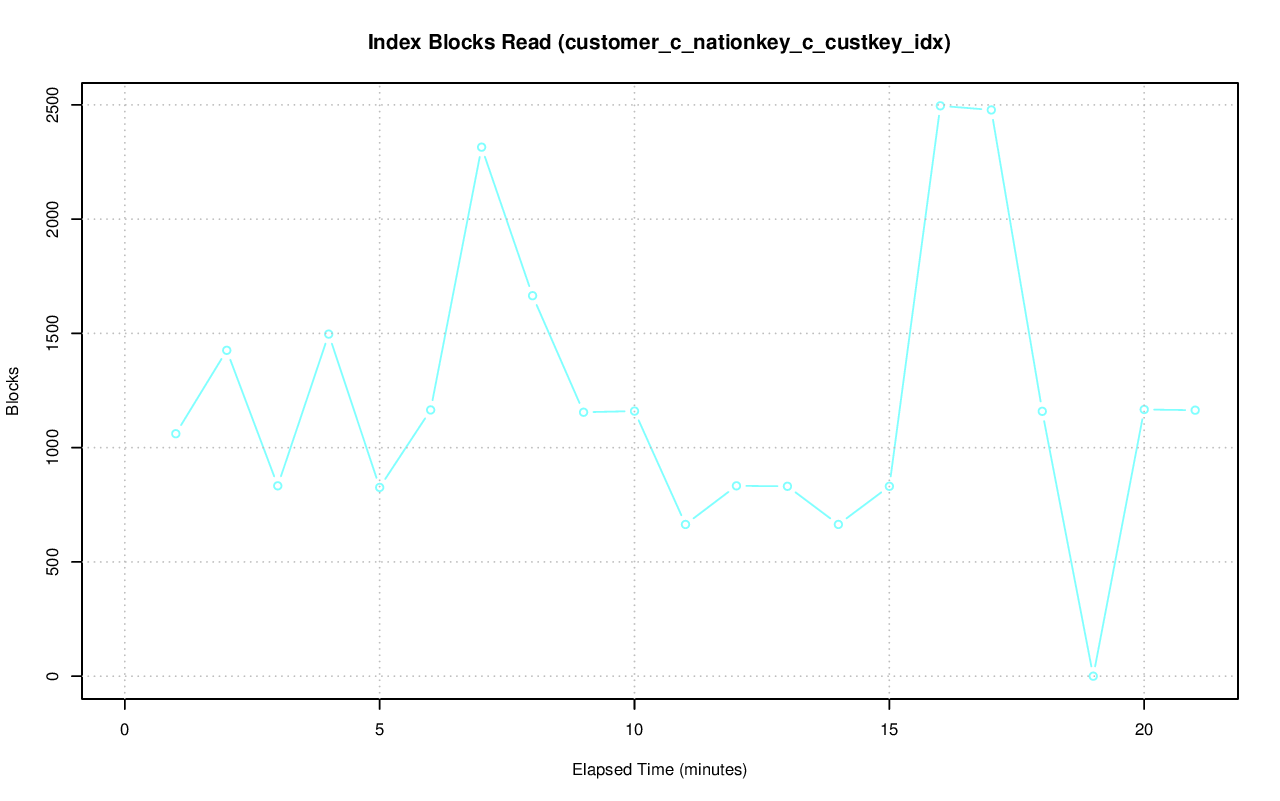 Index Blocks Read (customer_c_nationkey_c_custkey_idx)
2500
2000
1500
1000
500
0
Blocks
0 5 10 15 20
Elapsed Time (minutes)